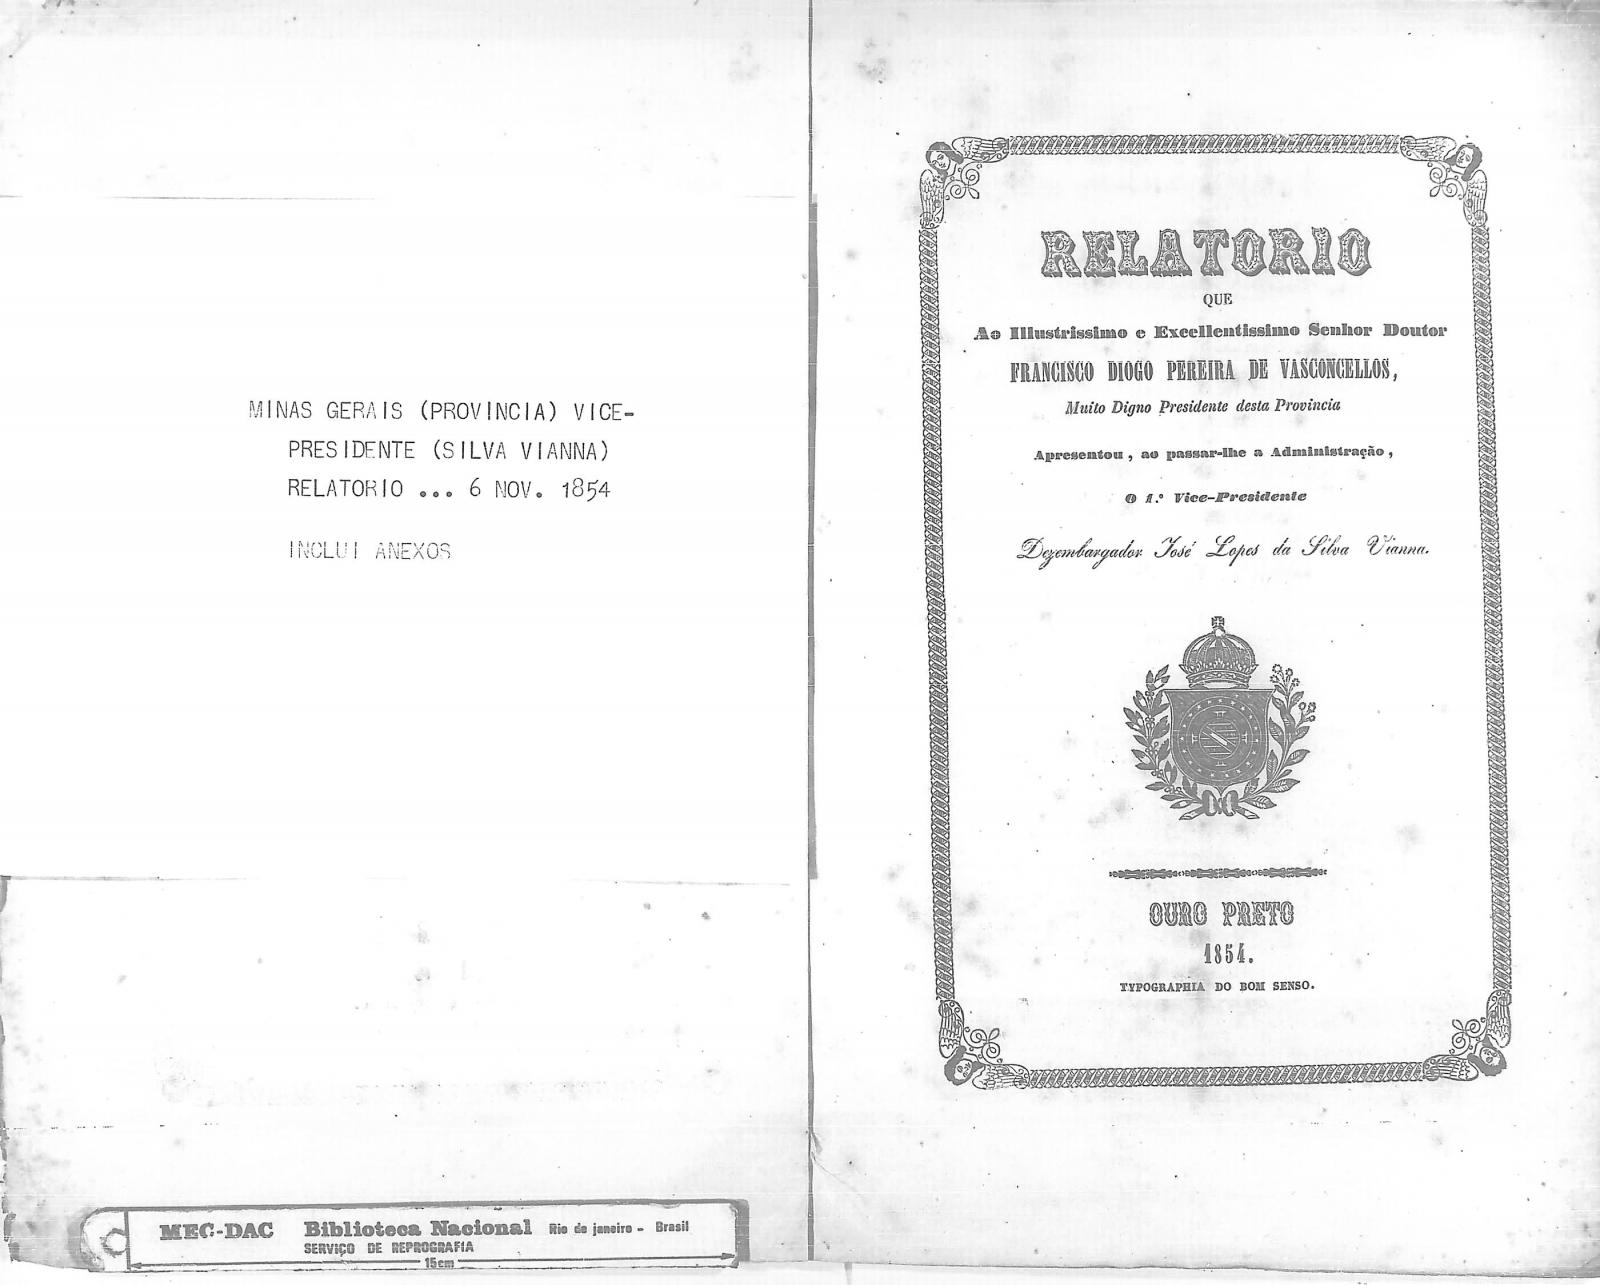 MINAS GERAIS (PROVINCIA) VICE-
PRESIDENTE (SILVA VIANNA)
RELATORIO ... 6 NOV. 1854
INCLUI ANEXOS
MEC-DAC Biblioteca Nacional Rio de janeiro - Brasil
SERVIÇO DE REPROGRAFIA
15cm
RELATORIO
QUE
Ao Illustrissimo e Excellentissimo Senhor Doutor
FRANCISCO DIOGO PEREIRA DE VASCONCELLOS,
Muito Digno Presidente desta Provincia
Apresentou, ao passar-lhe a Administração,
O 1.º Vice-Presidente
Dezembargador José Lopes da Silva Vianna.
OURO PRETO
1854.
TYPOGRAPHIA DO BOM SENSO.